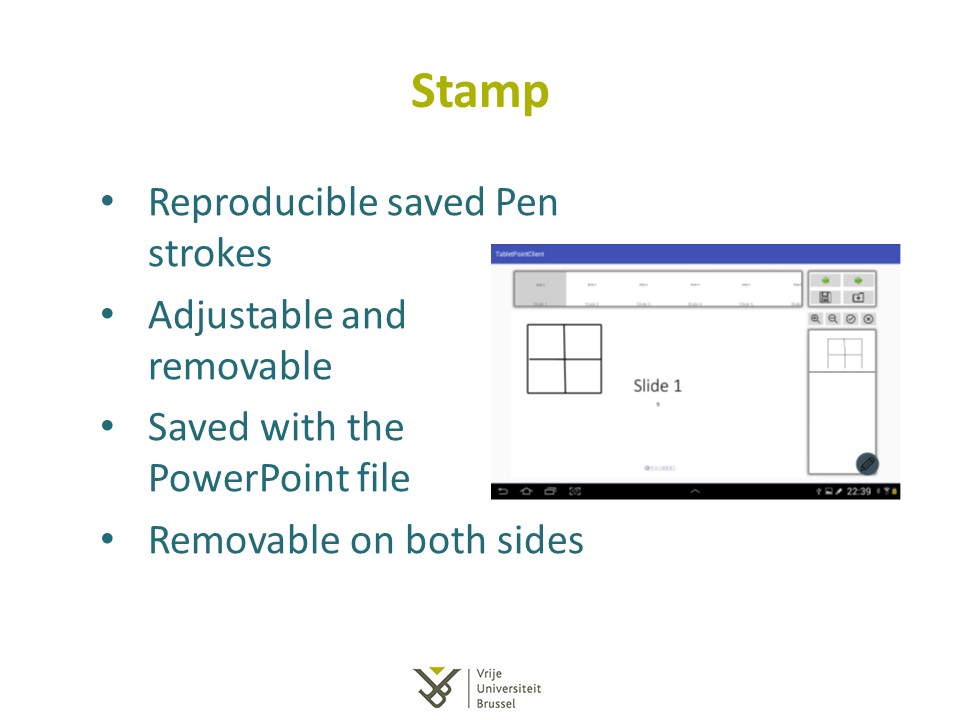 Stamp
• Reproducible saved Pen
strokes
• Adjustable and
removable
• Saved with the
PowerPoint file
• Removable on both sides
TabletPointClient
Slide 1
22:39
Vrije
Universiteit
Brussel